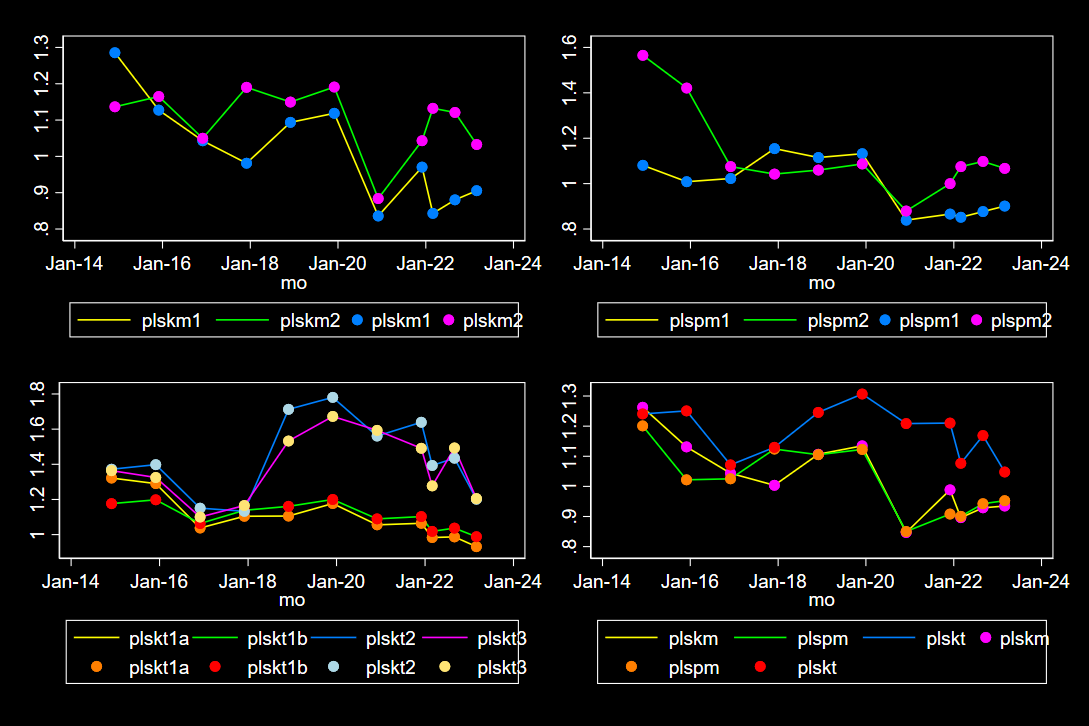 1.3
1.2
1.1
1
.9
.8
Jan-14 Jan-16 Jan-18 Jan-20 Jan-22 Jan-24
mo
plskm1 plskm2 plskm1 plskm2
1.6
1.4
1.2
1
.8
Jan-14 Jan-16 Jan-18 Jan-20 Jan-22 Jan-24
mo
plspm1 plspm2 plspm1 plspm2
1.8
1.6
1.4
1.2
1
Jan-14 Jan-16 Jan-18 Jan-20 Jan-22 Jan-24
mo
plskt1a plskt1b plskt2 plskt3
plskt1a plskt1b plskt2 plskt3
1.3
1.2
1.1
1
.9
.8
Jan-14 Jan-16 Jan-18 Jan-20 Jan-22 Jan-24
mo
plskm plspm plskt plskm
plspm plskt